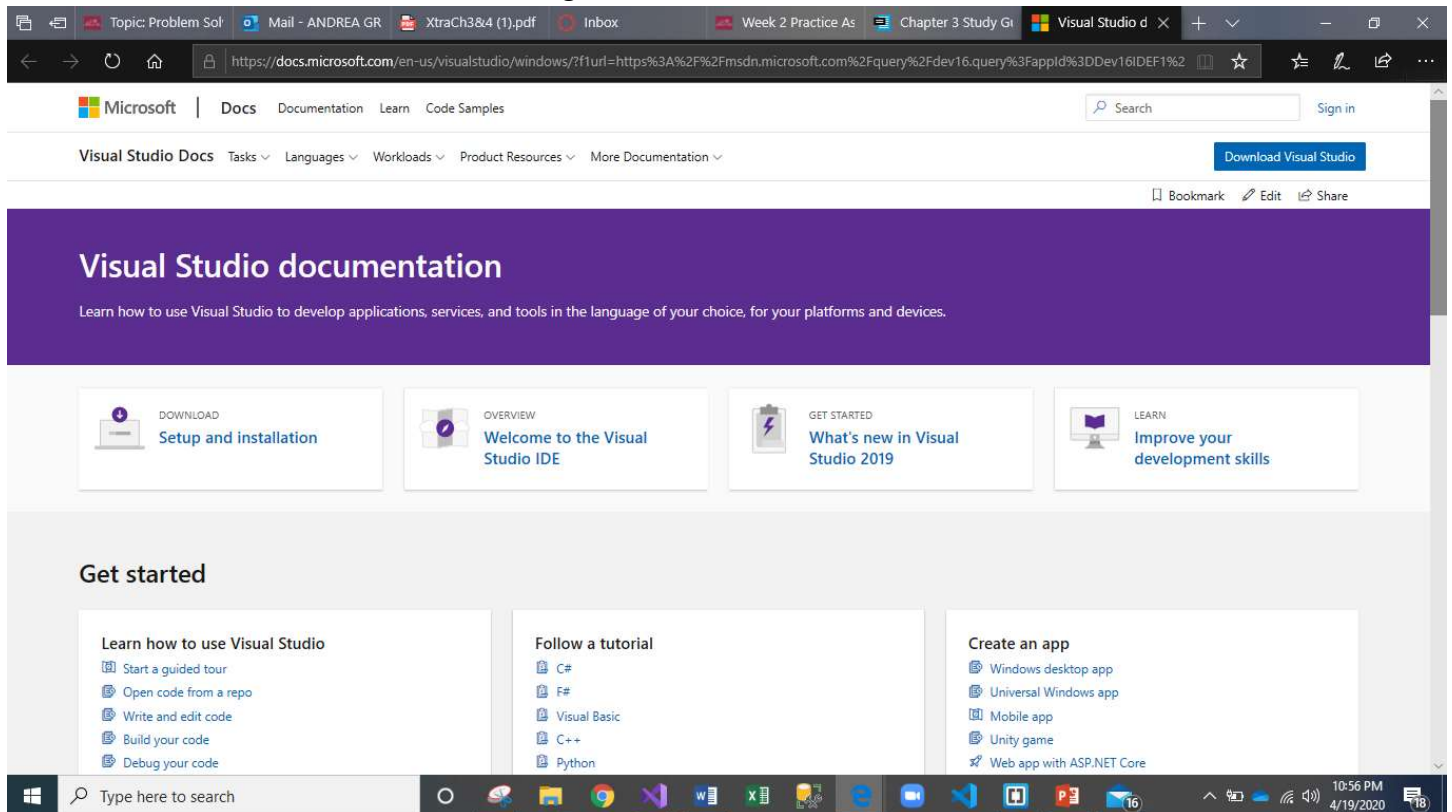 Topic: Problem Sol
Mail - ANDREA GR
XtraCh3&4 (1).pdf
Inbox
Week 2 Practice As
Chapter 3 Study Gu
Visual Studio d
https://docs.microsoft.com/en-us/visualstudio/windows/?f1url=https%3A%2F%2Fmsdn.microsoft.com%2Fquery%2Fdev16.query%3FappId%3DDev16IDEF1%2
Microsoft | Docs Documentation Learn Code Samples
Search
Sign in
Visual Studio Docs Tasks Languages Workloads Product Resources More Documentation
Download Visual Studio
Bookmark Edit Share
Visual Studio documentation
Learn how to use Visual Studio to develop applications, services, and tools in the language of your choice, for your platforms and devices.
DOWNLOAD
Setup and installation
OVERVIEW
Welcome to the Visual
Studio IDE
GET STARTED
What's new in Visual
Studio 2019
LEARN
Improve your
development skills
Get started
Learn how to use Visual Studio
Start a guided tour
Open code from a repo
Write and edit code
Build your code
Debug your code
Follow a tutorial
C#
F#
Visual Basic
C++
Python
Create an app
Windows desktop app
Universal Windows app
Mobile app
Unity game
Web app with ASP.NET Core
Type here to search
16
10:56 PM
4/19/2020
18